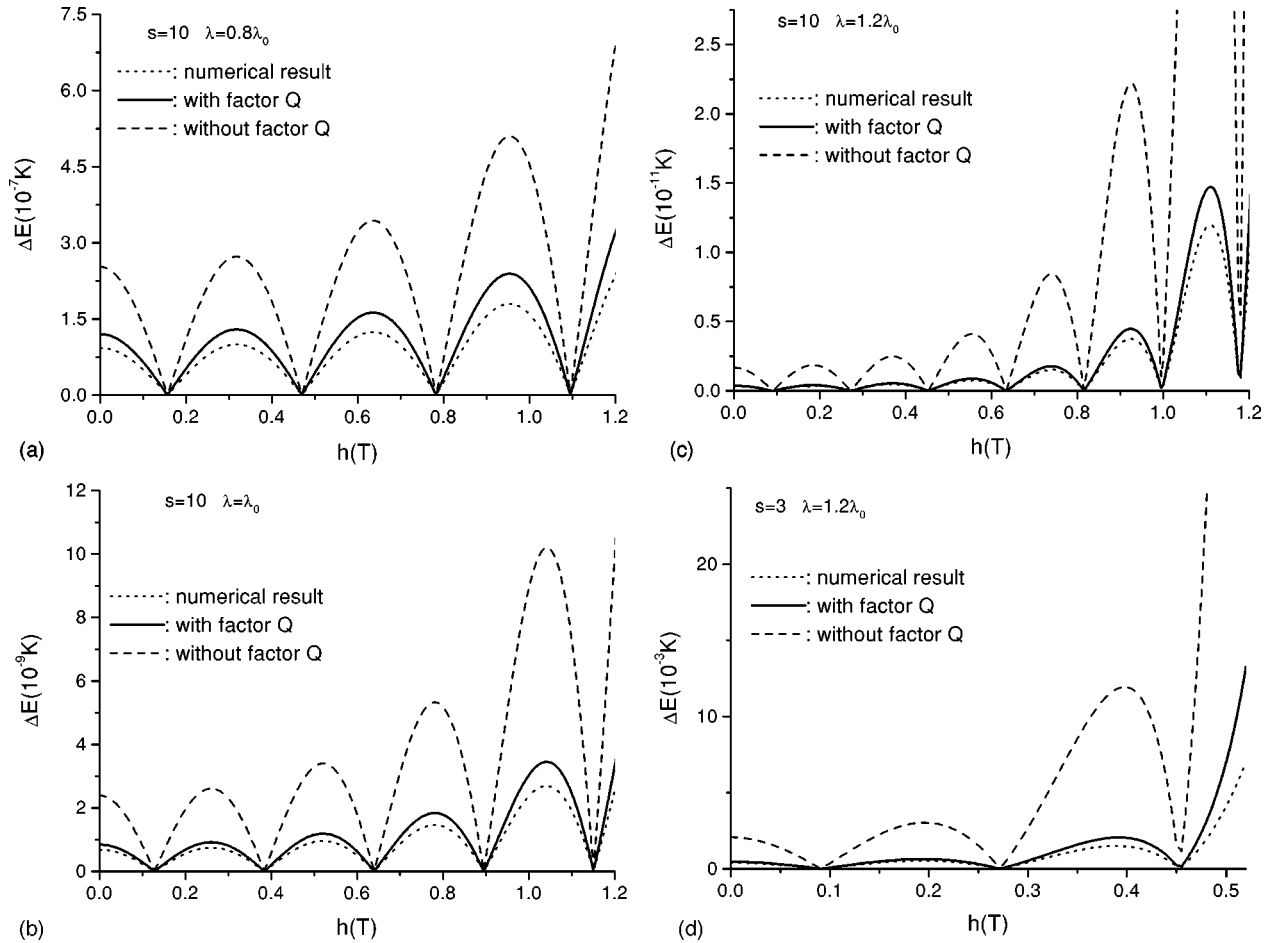 s=10 λ=0.8λ0
: numerical result
: with factor Q
: without factor Q
7.5
6.0
4.5
3.0
1.5
0.0
ΔE(10-7K)
0.0 0.2 0.4 0.6 0.8 1.0 1.2
h(T)
(a)
s=10 λ=1.2λ0
: numerical result
: with factor Q
: without factor Q
2.5
2.0
1.5
1.0
0.5
0.0
ΔE(10-11K)
0.0 0.2 0.4 0.6 0.8 1.0 1.2
h(T)
(c)
s=10 λ=λ0
: numerical result
: with factor Q
: without factor Q
12
10
8
6
4
2
0
ΔE(10-9K)
0.0 0.2 0.4 0.6 0.8 1.0 1.2
h(T)
(b)
s=3 λ=1.2λ0
: numerical result
: with factor Q
: without factor Q
20
10
0
ΔE(10-3K)
0.0 0.1 0.2 0.3 0.4 0.5
h(T)
(d)